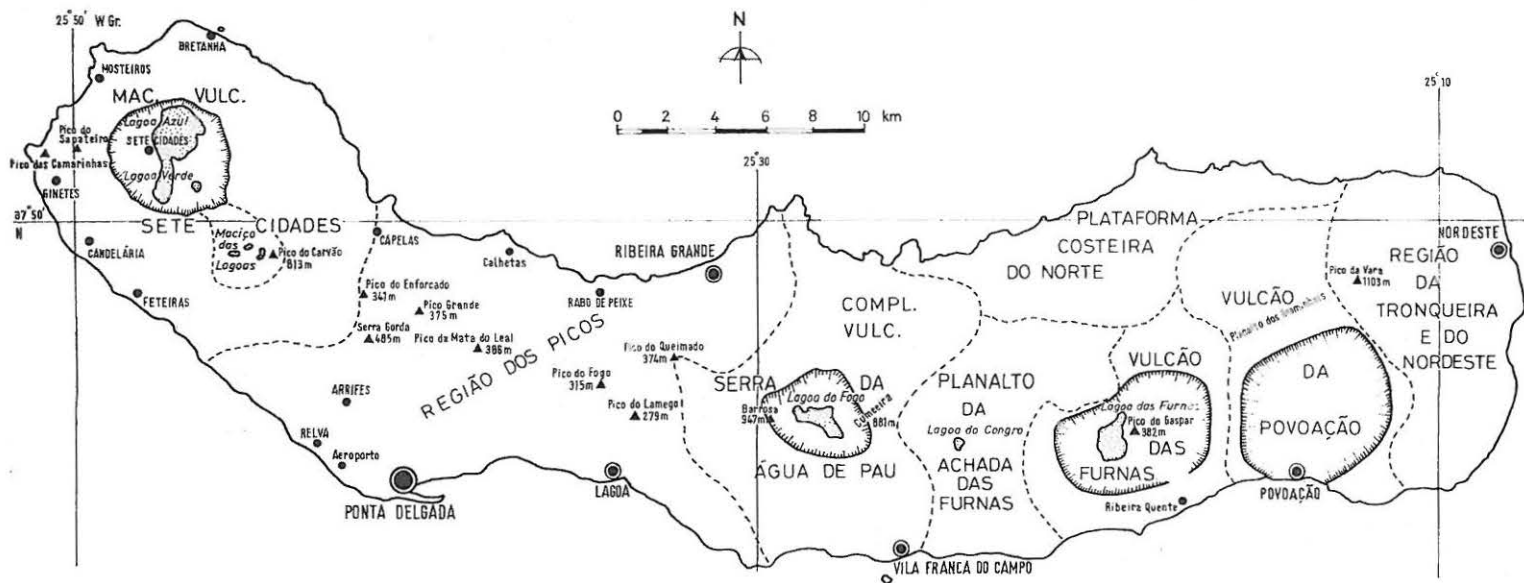 25° 50' W Gr.
BRETANHA
MOSTEIROS
MAC. VULC.
Lagoa Azul
Pico do
Sapateiro
SETE CIDADES
Pico das Camarinhas
Lagoa Verde
GINETES
37° 50'
N
SETE CIDADES
CANDELÁRIA
Maciço
das
Lagoas
Pico do Carvão
813m
CAPELAS
Calhetas
FETEIRAS
Pico do Enforcado
341m
Pico Grande
375m
Serra Gorda
485m
Pico da Mata do Leal
386m
RABO DE PEIXE
RIBEIRA GRANDE
REGIÃO DOS PICOS
Pico do Queimado
374m
Pico do Fogo
315m
Pico do Lamego
279m
ARRIFES
RELVA
Aeroporto
PONTA DELGADA
LAGOA
N
0 2 4 6 8 10 km
25° 30
COMPL.
VULC.
SERRA DA
Lagoa do Fogo
Barrosa
947m
Cumeeira
881m
ÁGUA DE PAU
VILA FRANCA DO CAMPO
PLANALTO
DA
Lagoa do Congro
ACHADA
DAS
FURNAS
PLATAFORMA
COSTEIRA
DO NORTE
VULCÃO
Lagoa das Furnas
Pico do Gaspar
382m
DAS
FURNAS
Ribeira Quente
VULCÃO
Planalto dos Graminhais
DA
POVOAÇÃO
POVOAÇÃO
25° 10
NORDESTE
Pico da Vara
1103m
REGIÃO
DA
TRONQUEIRA
E DO
NORDESTE